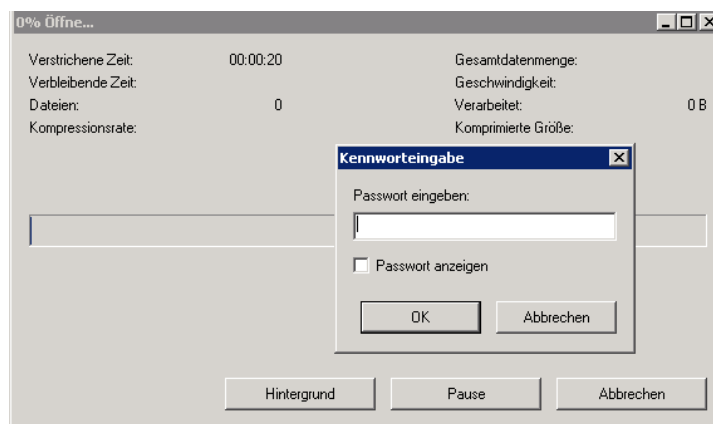 0% Öffne...
Verstrichene Zeit: 00:00:20 Gesamtdatenmenge:
Verbleibende Zeit: Geschwindigkeit:
Dateien: 0 Verarbeitet: 0 B
Kompressionsrate: Komprimierte Größe:
Kennworteingabe
Passwort eingeben:
Passwort anzeigen
OK Abbrechen
Hintergrund Pause Abbrechen